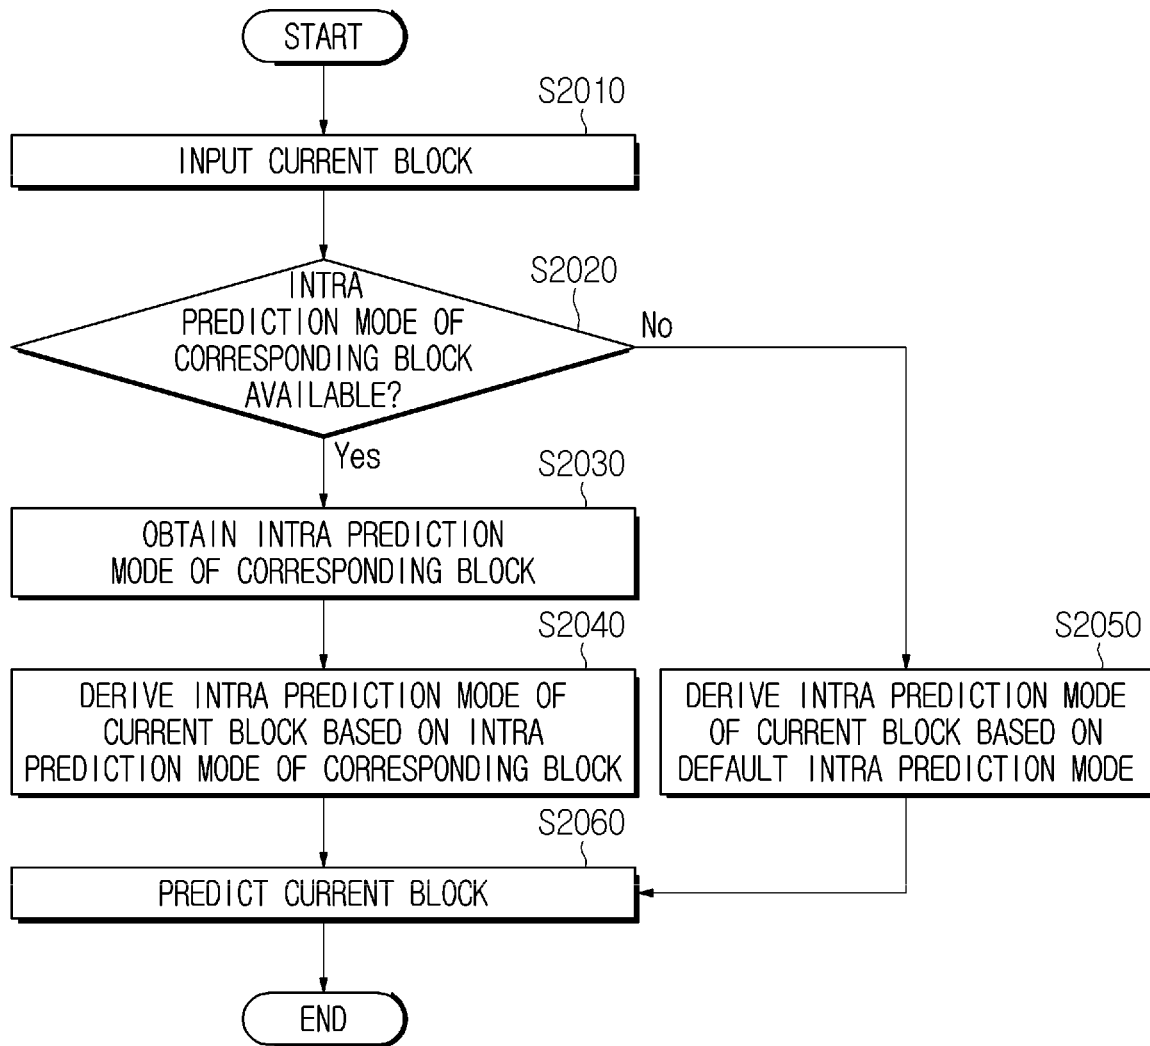 START
S2010
INPUT CURRENT BLOCK
S2020
INTRA
PREDICTION MODE OF
CORRESPONDING BLOCK
AVAILABLE?
No
Yes
S2030
OBTAIN INTRA PREDICTION
MODE OF CORRESPONDING BLOCK
S2040
DERIVE INTRA PREDICTION MODE OF
CURRENT BLOCK BASED ON INTRA
PREDICTION MODE OF CORRESPONDING BLOCK
S2050
DERIVE INTRA PREDICTION MODE
OF CURRENT BLOCK BASED ON
DEFAULT INTRA PREDICTION MODE
S2060
PREDICT CURRENT BLOCK
END